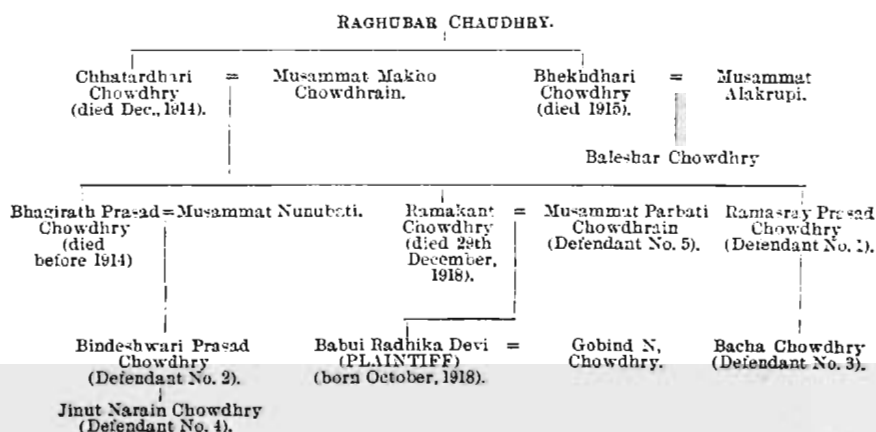 RAGHUBAR CHAUDHRY.
Chhatardhari = Musammat Makho Bhekhdhari = Musammat
Chowdhry Chowdhrain. Chowdhry Alakrupi.
(died Dec., 1914). (died 1915).
Baleshar Chowdhry
Bhagirath Prasad=Musammat Nunubati. Ramakant = Musammat Parbati Ramasray Prasad
Chowdhry Chowdhry Chowdhrain Chowdhry
(died (died 29th (Defendant No. 5). (Defendant No. 1).
before 1914) December,
1918).
Bindeshwari Prasad Babui Radhika Devi = Gobind N, Bacha Chowdhry
Chowdhry (PLAINTIFF) Chowdhry. (Defendant No. 3).
(Defendant No. 2). (born October, 1918).
Jinut Narain Chowdhry
(Defendant No. 4).